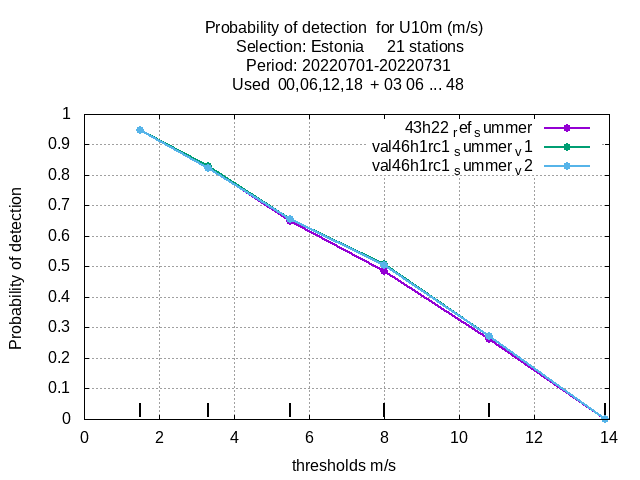 Probability of detection  for U10m (m/s)
Selection: Estonia     21 stations
Period: 20220701-20220731
Used  00,06,12,18  + 03 06 ... 48
43h22 ref summer
val46h1rc1 summer v1
val46h1rc1 summer v2
1
0.9
0.8
0.7
0.6
0.5
0.4
0.3
0.2
0.1
0
Probability of detection
0 2 4 6 8 10 12 14
thresholds m/s